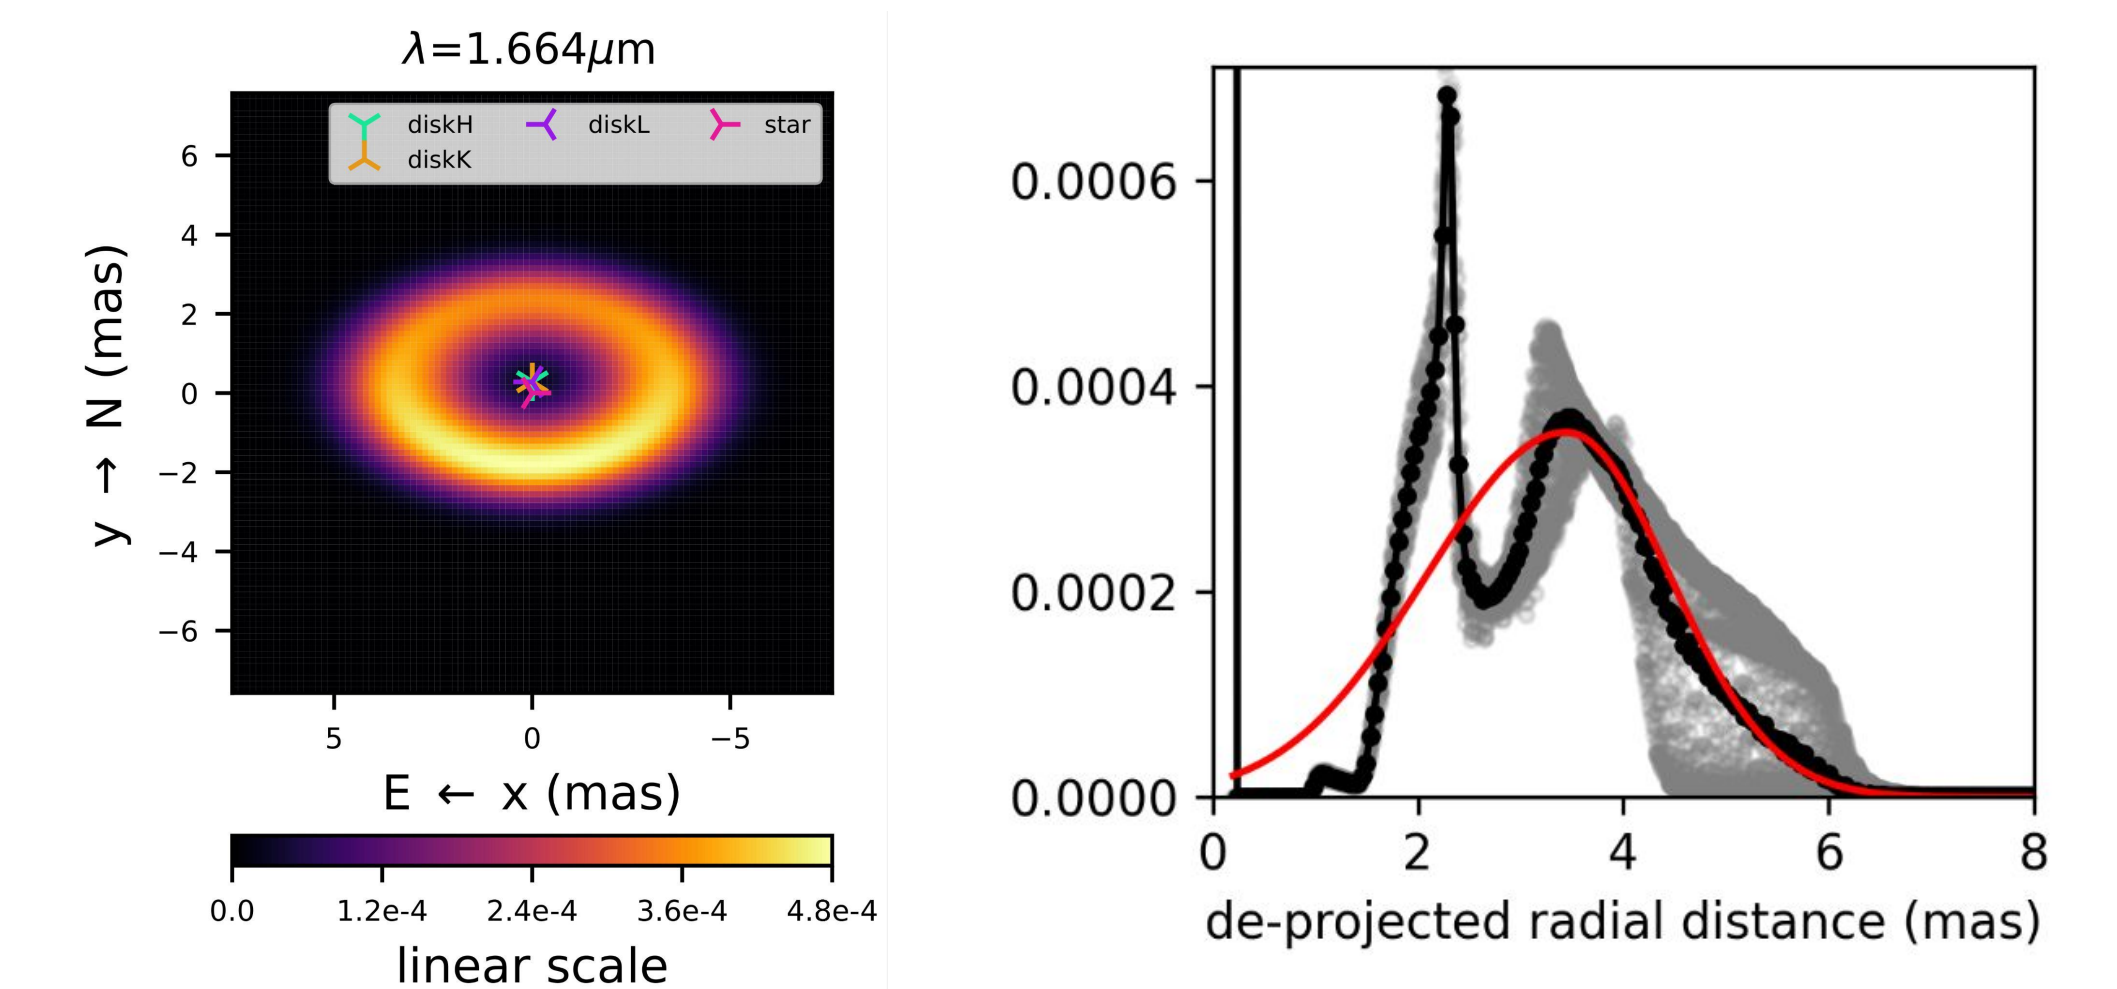 λ=1.664μm
diskH diskL star
diskK
6
4
2
0
−2
−4
−6
y → N (mas)
5 0 −5
E ← x (mas)
0.0 1.2e-4 2.4e-4 3.6e-4 4.8e-4
linear scale
0.0006
0.0004
0.0002
0.0000
0 2 4 6 8
de-projected radial distance (mas)